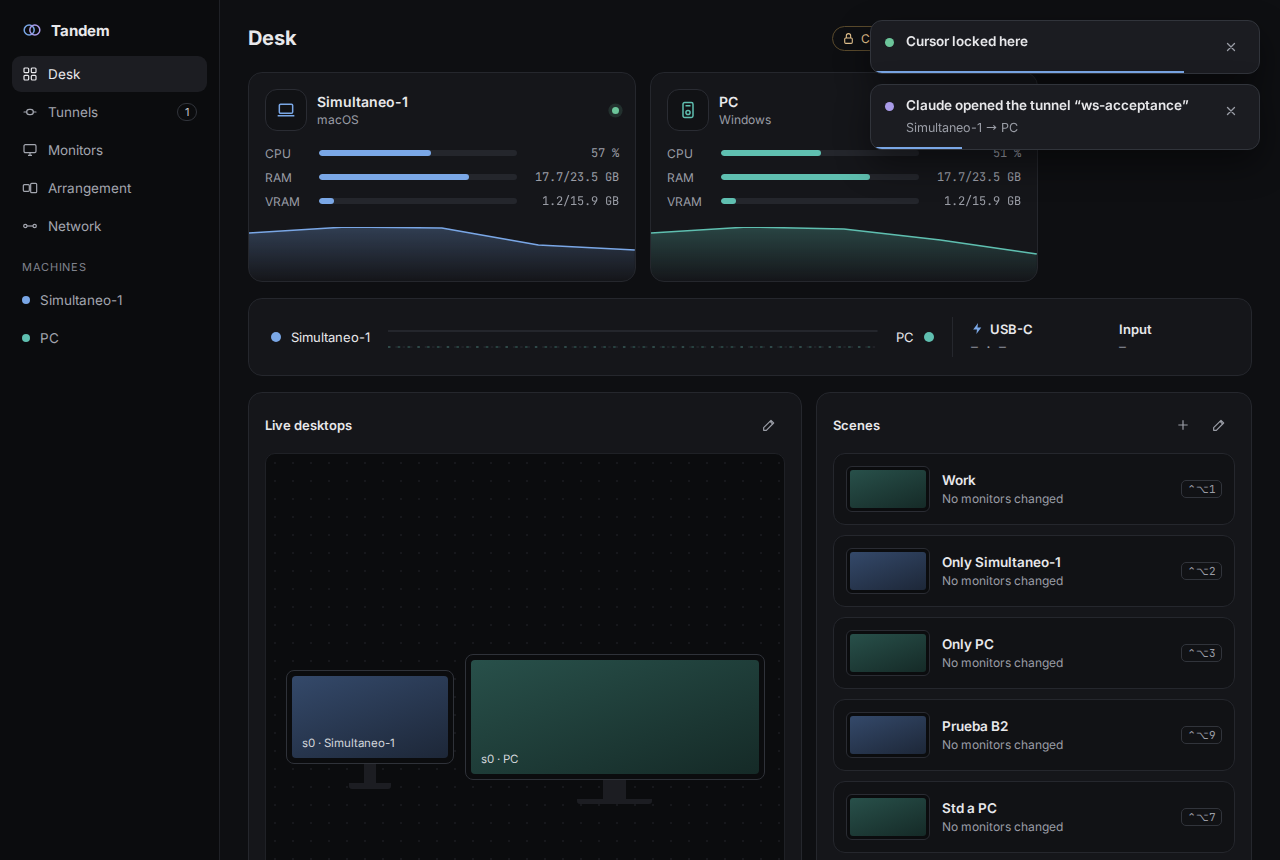 Tandem
Desk
Tunnels
1
Monitors
Arrangement
Network
MACHINES
Simultaneo-1
PC
Desk
Cursor locked here
Claude opened the tunnel “ws-acceptance”
Simultaneo-1 → PC
Simultaneo-1
macOS
CPU
57 %
RAM
17.7/23.5 GB
VRAM
1.2/15.9 GB
PC
Windows
CPU
51 %
RAM
17.7/23.5 GB
VRAM
1.2/15.9 GB
Simultaneo-1
PC
USB-C
Input
Live desktops
s0 · Simultaneo-1
s0 · PC
Scenes
Work
No monitors changed
⌃⌥1
Only Simultaneo-1
No monitors changed
⌃⌥2
Only PC
No monitors changed
⌃⌥3
Prueba B2
No monitors changed
⌃⌥9
Std a PC
No monitors changed
⌃⌥7